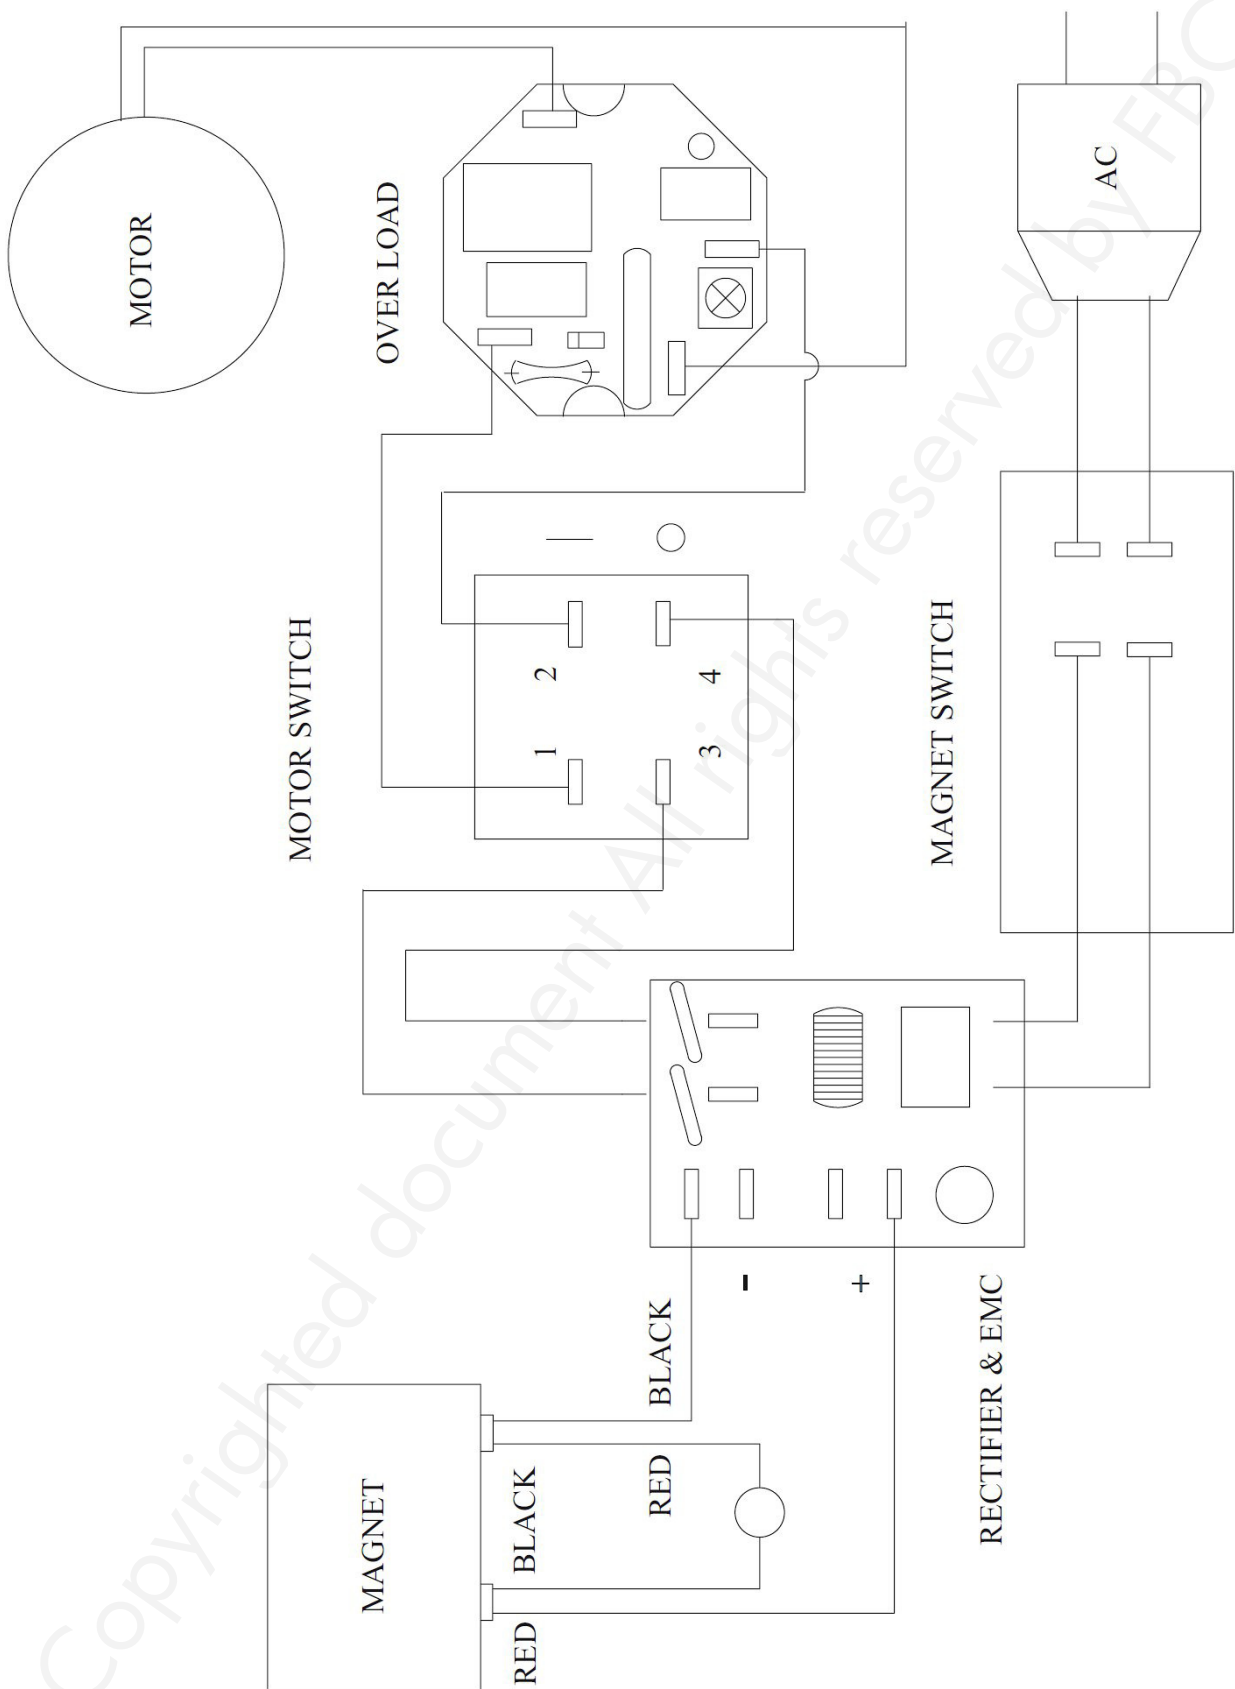 MOTOR
MOTOR SWITCH
MAGNET
OVER LOAD
RED BLACK
1 2
RED BLACK
3 4
-
+
MAGNET SWITCH
RECTIFIER & EMC
AC
Copyrighted document All rights reserved by FBC